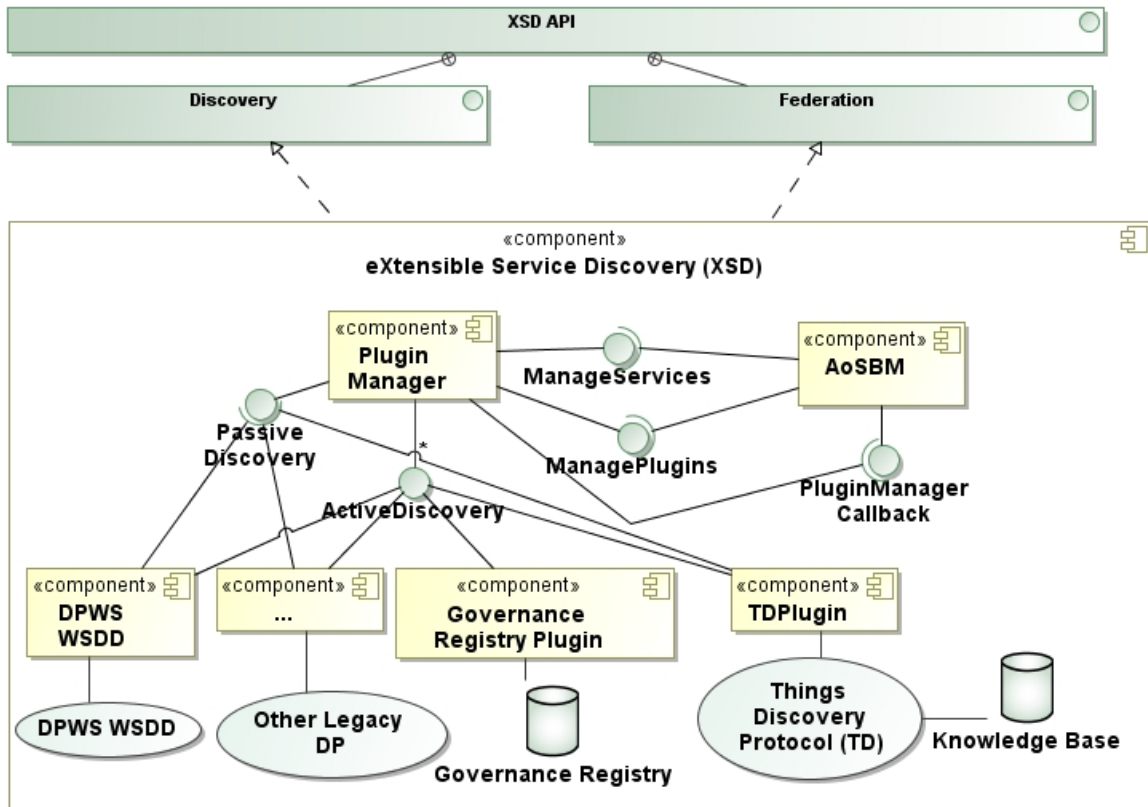 XSD API
Discovery
Federation
«component»
eXtensible Service Discovery (XSD)
«component»
Plugin
Manager
ManageServices
«component»
AoSBM
Passive
Discovery
*
ManagePlugins
ActiveDiscovery
PluginManager
Callback
«component»
DPWS
WSDD
«component»
...
«component»
Governance
Registry Plugin
«component»
TDPlugin
DPWS WSDD
Other Legacy
DP
Governance Registry
Things
Discovery
Protocol (TD)
Knowledge Base